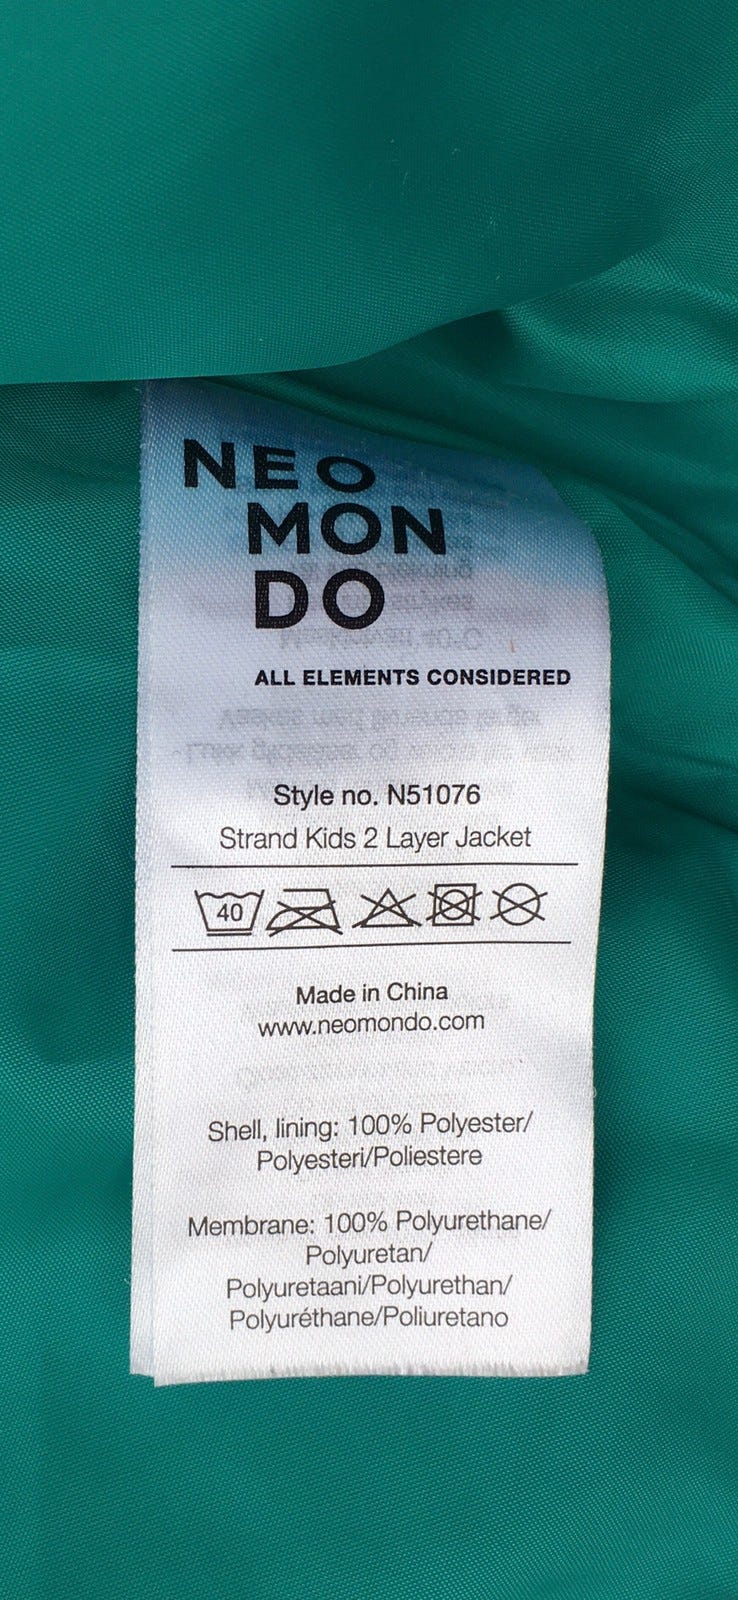 NEO
MON
DO
ALL ELEMENTS CONSIDERED
Style no. N51076
Strand Kids 2 Layer Jacket
40
Made in China
www.neomondo.com
Shell, lining: 100% Polyester/
Polyesteri/Poliestere
Membrane: 100% Polyurethane/
Polyuretan/
Polyuretaani/Polyurethan/
Polyuréthane/Poliuretano